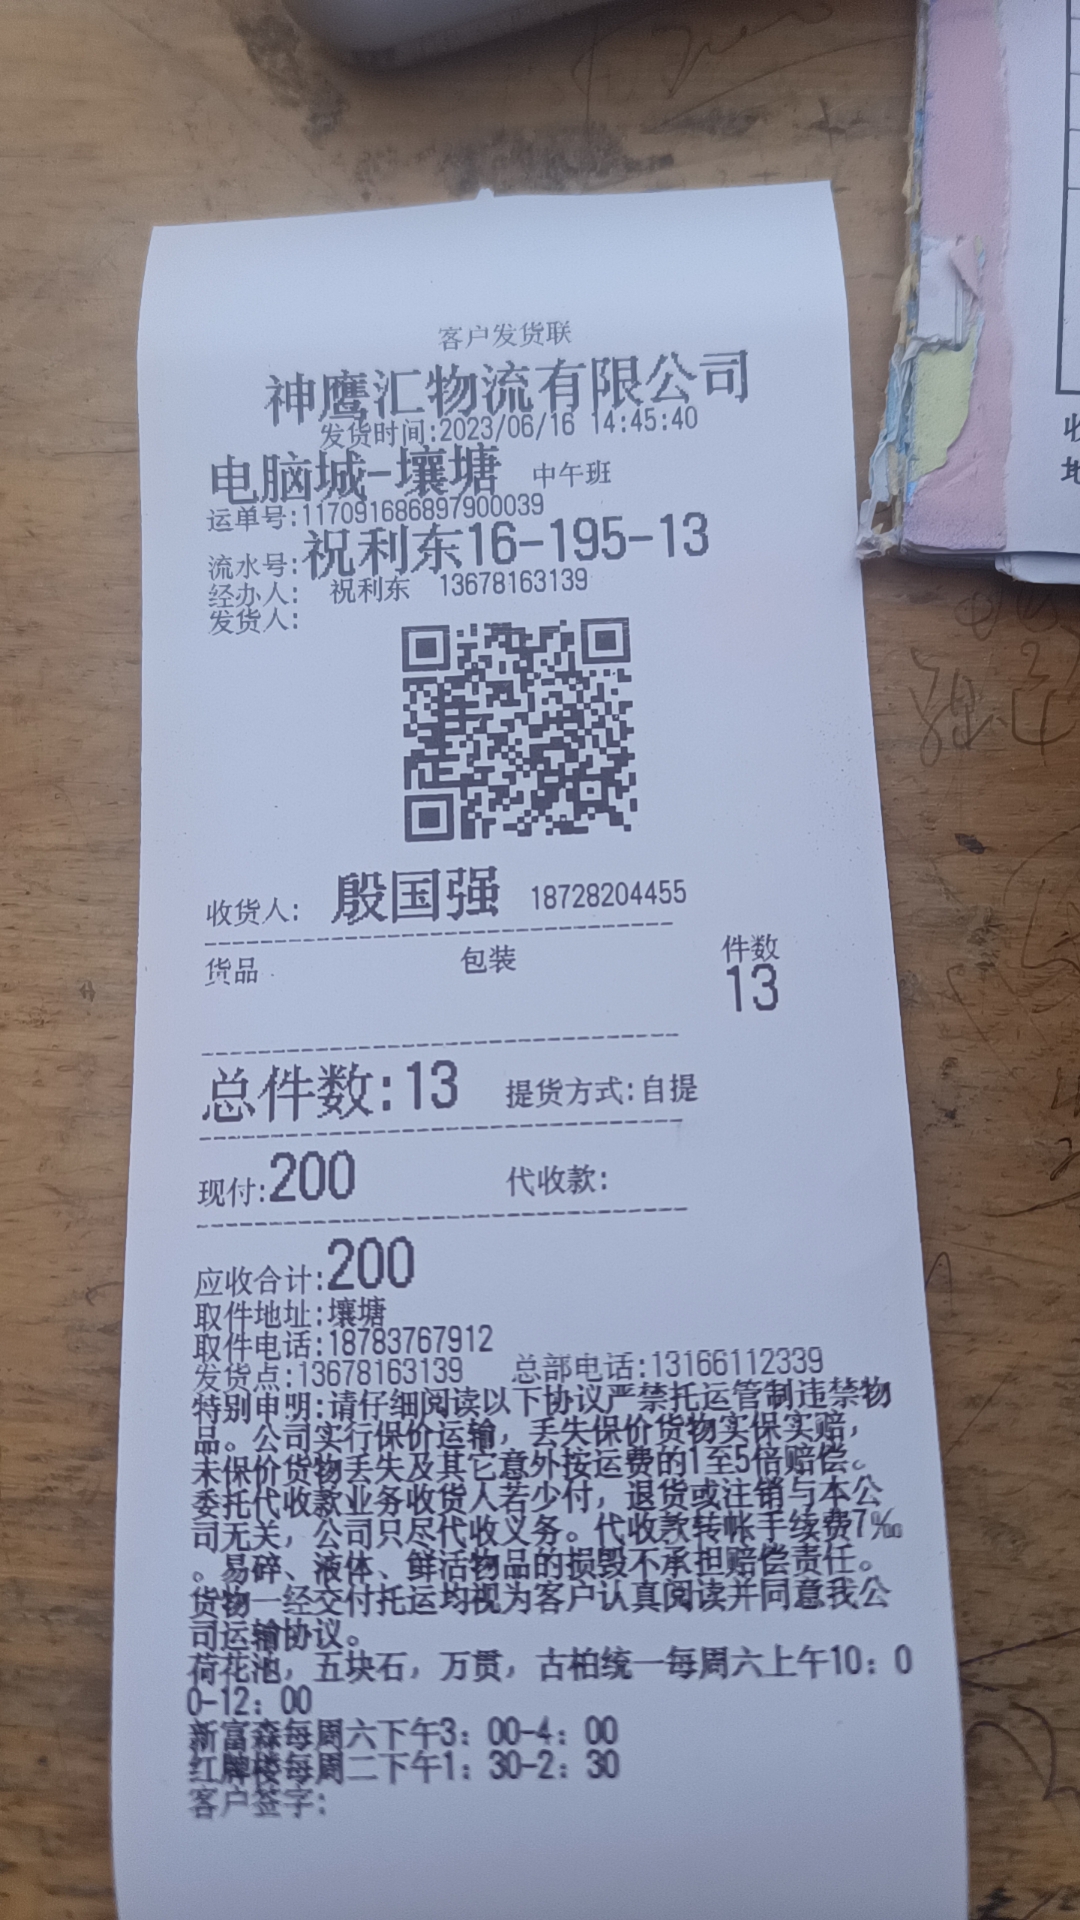 客户发货联
神鹰汇物流有限公司
发货时间:2023/06/16 14:45:40
电脑城-壤塘 中午班
运单号:117091686897900039
流水号:祝利东16-195-13
经办人: 祝利东 13678163139
发货人:
收货人: 殷国强 18728204455
货品 包装 件数
13
总件数:13 提货方式:自提
现付:200 代收款:
应收合计:200
取件地址:壤塘
取件电话:18783767912
发货点:13678163139 总部电话:13166112339
特别申明:请仔细阅读以下协议严禁托运管制违禁物
品。公司实行保价运输，丢失保价货物实保实赔，
未保价货物丢失及其它意外按运费的1至5倍赔偿。
委托代收款业务收货人若少付，退货或注销与本公
司无关，公司只尽代收义务。代收款转帐手续费7‰
。易碎、液体、鲜活物品的损毁不承担赔偿责任。
货物一经交付托运均视为客户认真阅读并同意我公
司运输协议。
荷花池，五块石，万贯，古柏统一每周六上午10：0
0-12：00
新富森每周六下午3：00-4：00
红牌楼每周二下午1：30-2：30
客户签字:
收
地